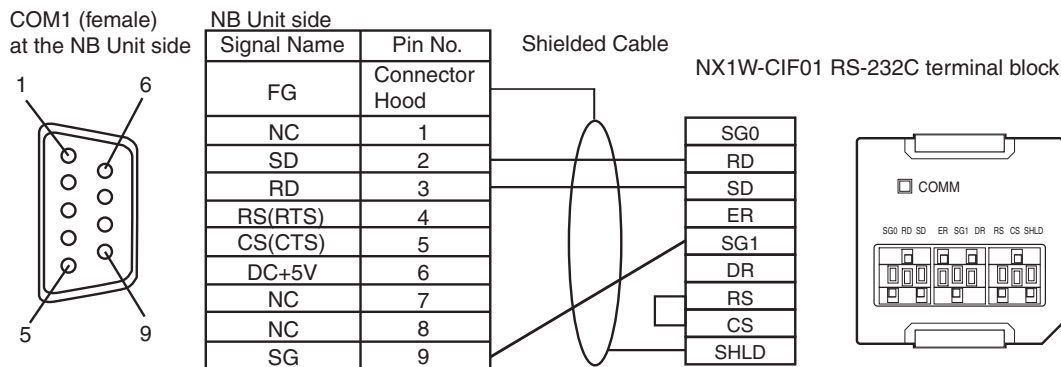 COM1 (female)
at the NB Unit side
1
6
5
9
NB Unit side
Signal Name Pin No.
FG Connector Hood
NC 1
SD 2
RD 3
RS(RTS) 4
CS(CTS) 5
DC+5V 6
NC 7
NC 8
SG 9
Shielded Cable
NX1W-CIF01 RS-232C terminal block
SG0
RD
SD
ER
SG1
DR
RS
CS
SHLD
COMM
SG0 RD SD ER SG1 DR RS CS SHLD